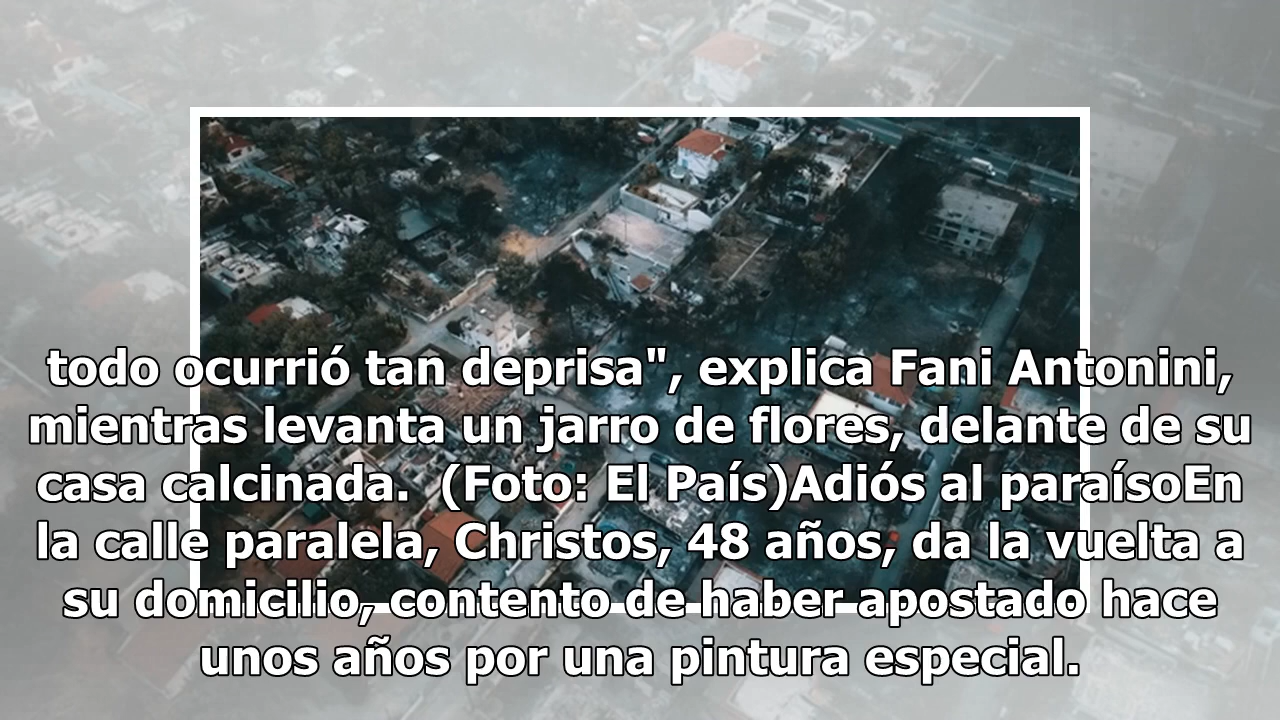 todo ocurrió tan deprisa", explica Fani Antonini,
mientras levanta un jarro de flores, delante de su
casa calcinada.  (Foto: El País)Adiós al paraísoEn
la calle paralela, Christos, 48 años, da la vuelta a
su domicilio, contento de haber apostado hace
unos años por una pintura especial.